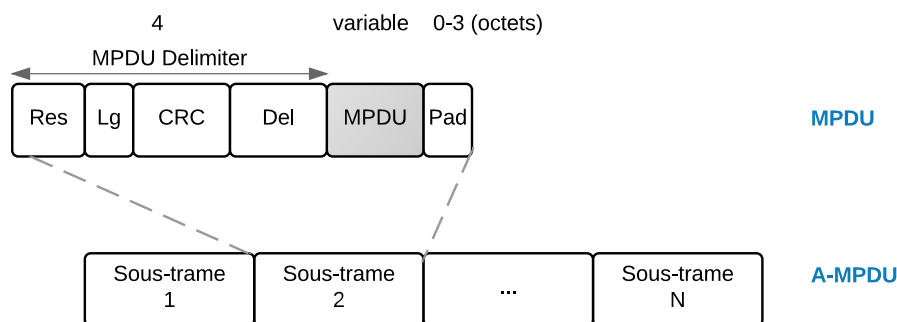 4 variable 0-3 (octets)
MPDU Delimiter
Res Lg CRC Del MPDU Pad MPDU
Sous-trame Sous-trame ... Sous-trame A-MPDU
1 2 N